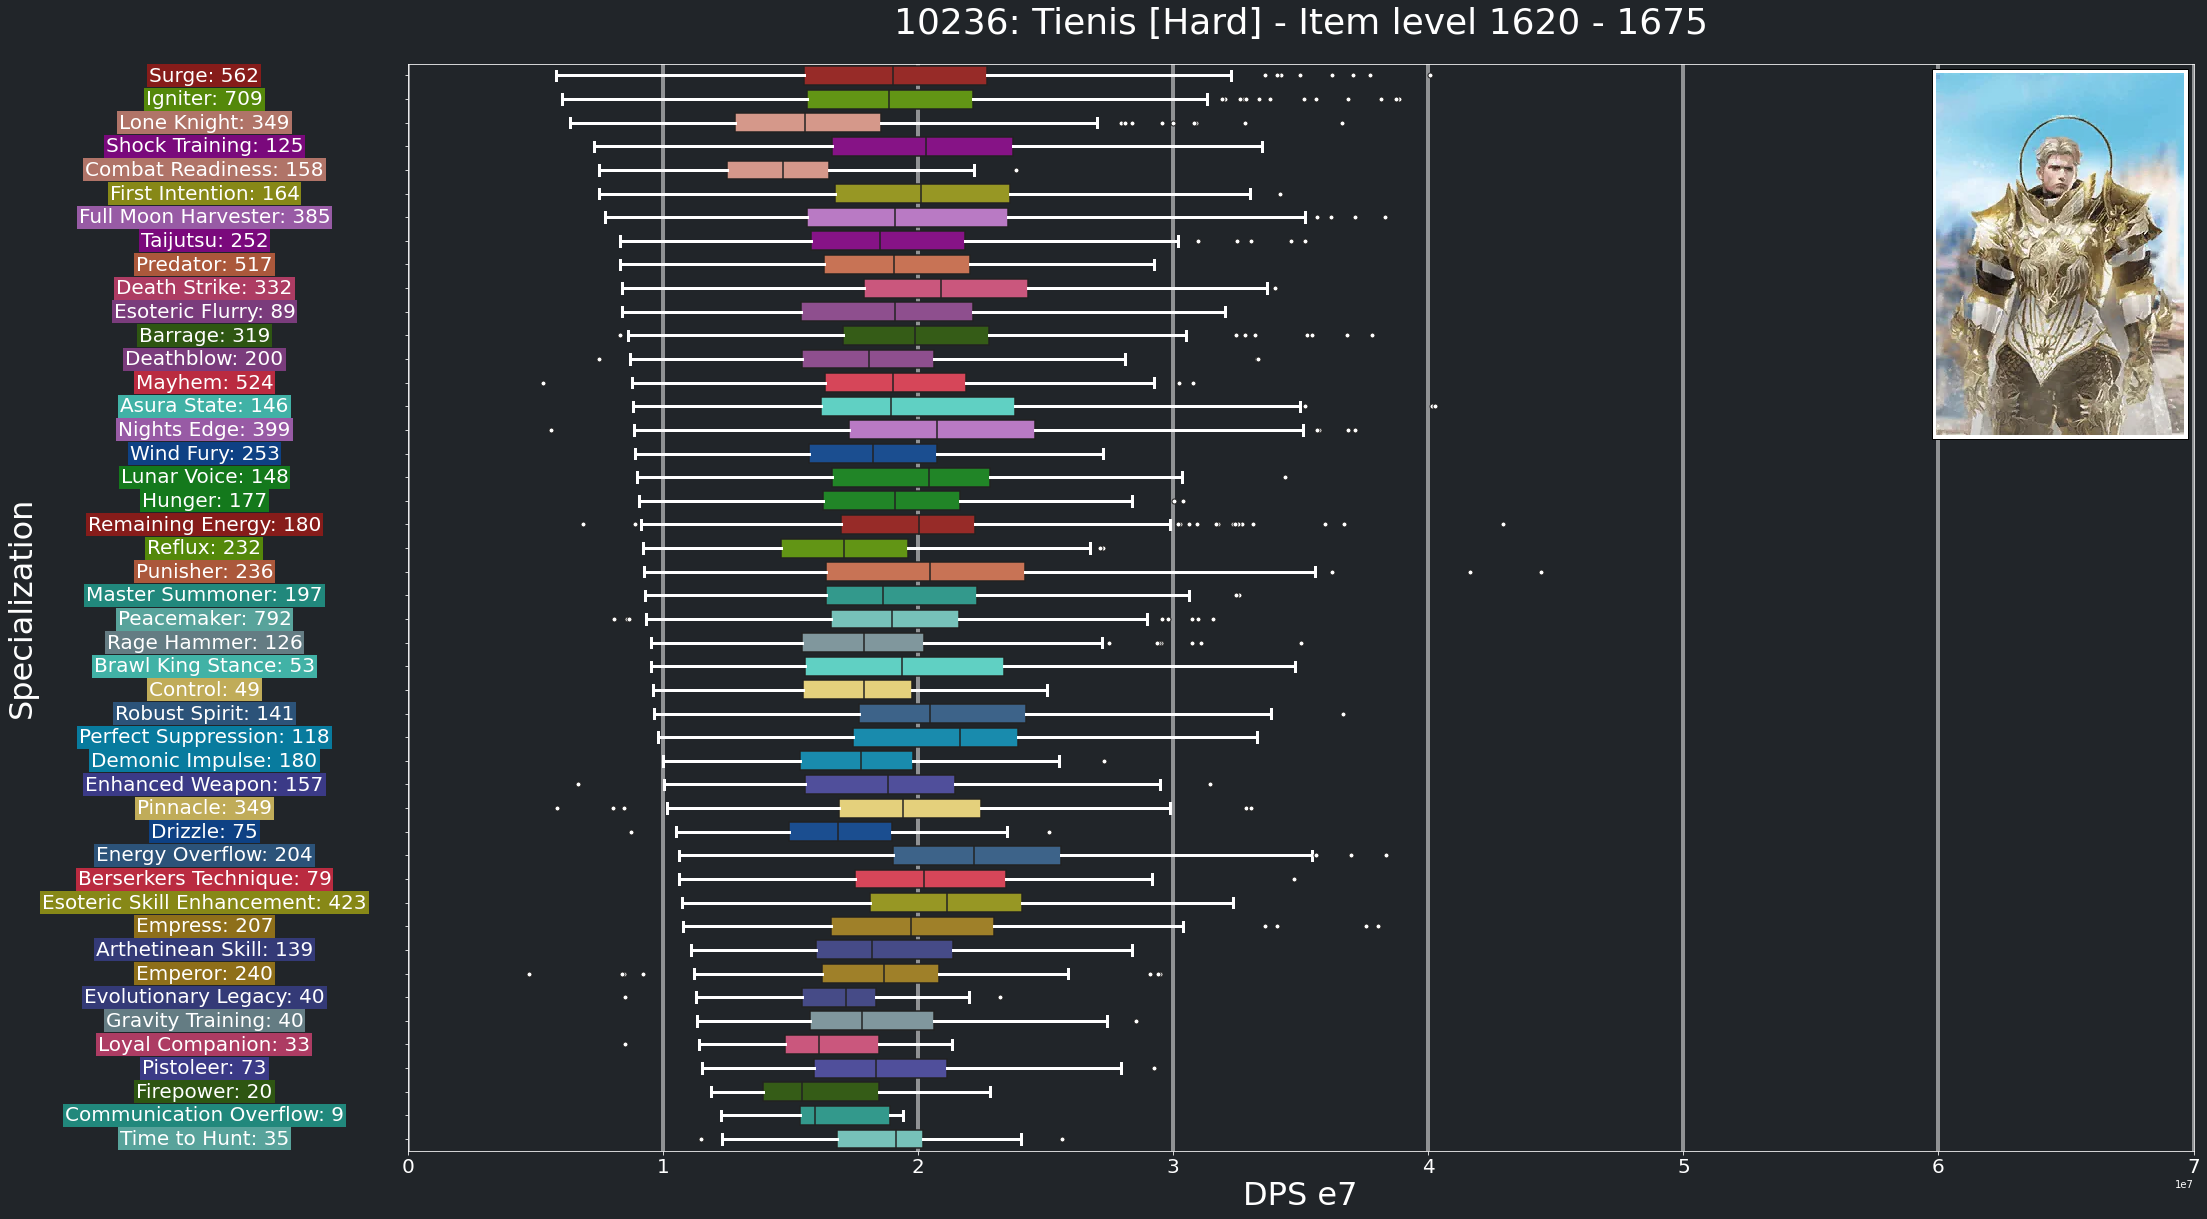 10236: Tienis [Hard] - Item level 1620 - 1675
Specialization
Surge: 562
Igniter: 709
Lone Knight: 349
Shock Training: 125
Combat Readiness: 158
First Intention: 164
Full Moon Harvester: 385
Taijutsu: 252
Predator: 517
Death Strike: 332
Esoteric Flurry: 89
Barrage: 319
Deathblow: 200
Mayhem: 524
Asura State: 146
Nights Edge: 399
Wind Fury: 253
Lunar Voice: 148
Hunger: 177
Remaining Energy: 180
Reflux: 232
Punisher: 236
Master Summoner: 197
Peacemaker: 792
Rage Hammer: 126
Brawl King Stance: 53
Control: 49
Robust Spirit: 141
Perfect Suppression: 118
Demonic Impulse: 180
Enhanced Weapon: 157
Pinnacle: 349
Drizzle: 75
Energy Overflow: 204
Berserkers Technique: 79
Esoteric Skill Enhancement: 423
Empress: 207
Arthetinean Skill: 139
Emperor: 240
Evolutionary Legacy: 40
Gravity Training: 40
Loyal Companion: 33
Pistoleer: 73
Firepower: 20
Communication Overflow: 9
Time to Hunt: 35
0 1 2 3 4 5 6 7
1e7
DPS e7